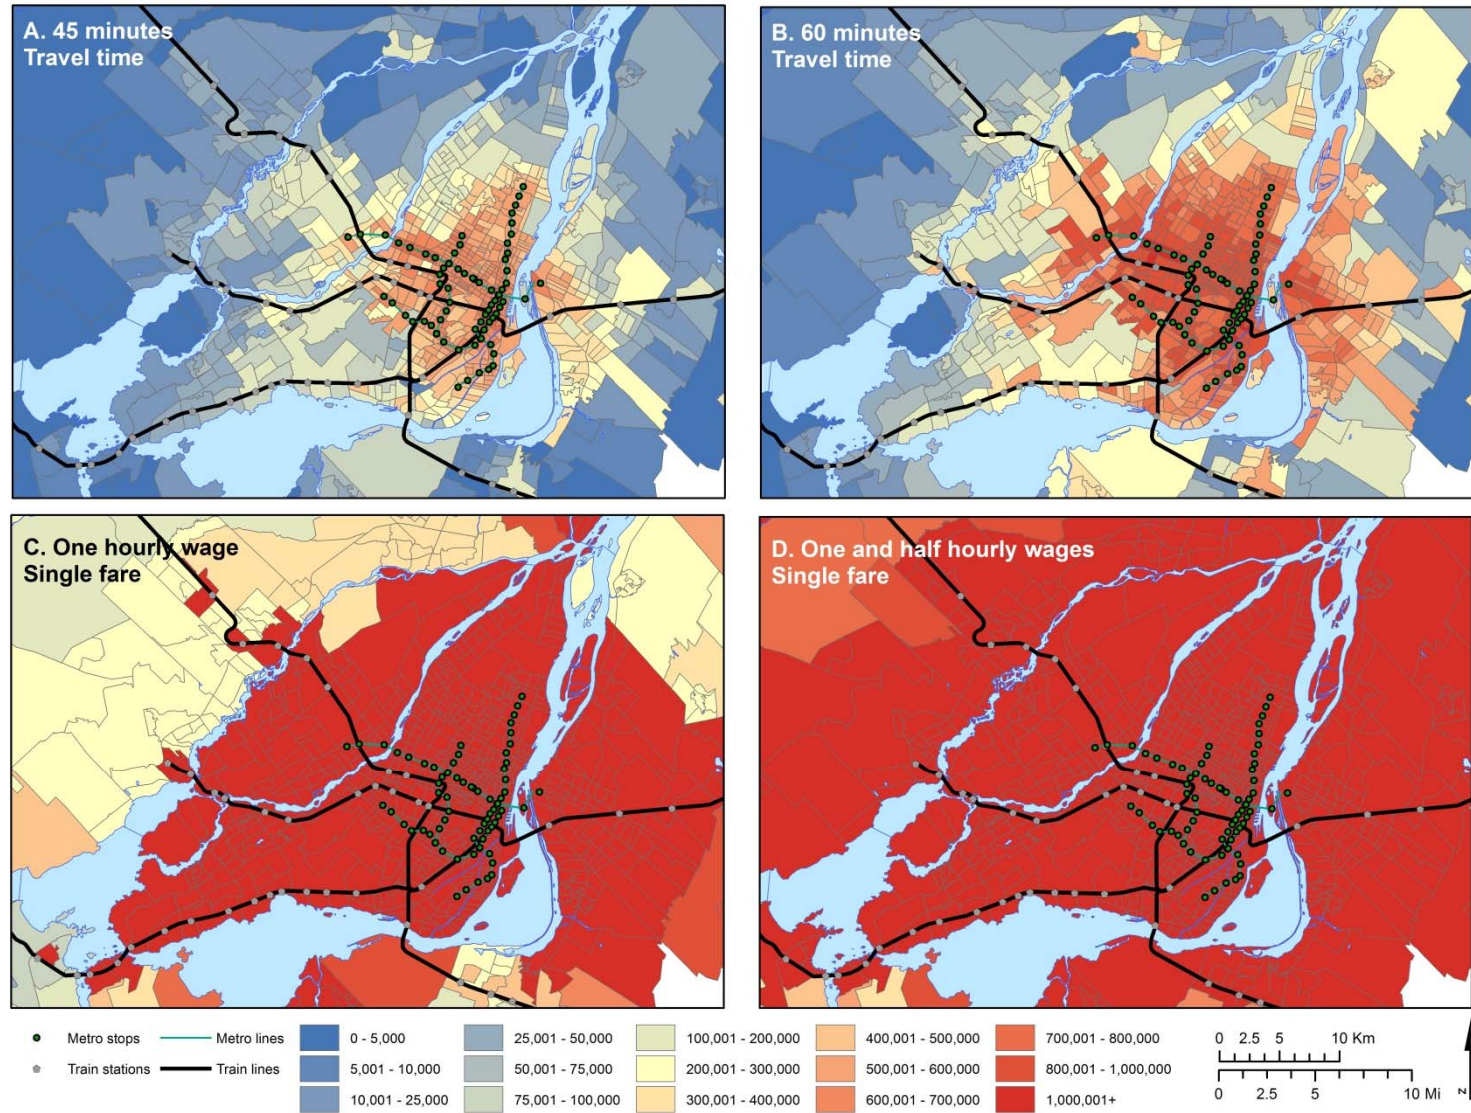 A. 45 minutes
Travel time
B. 60 minutes
Travel time
C. One hourly wage
Single fare
D. One and half hourly wages
Single fare
Metro stops
Metro lines
Train stations
Train lines
0 - 5,000
5,001 - 10,000
10,001 - 25,000
25,001 - 50,000
50,001 - 75,000
75,001 - 100,000
100,001 - 200,000
200,001 - 300,000
300,001 - 400,000
400,001 - 500,000
500,001 - 600,000
600,001 - 700,000
700,001 - 800,000
800,001 - 1,000,000
1,000,001+
0 2.5 5 10 Km
0 2.5 5 10 Mi
N